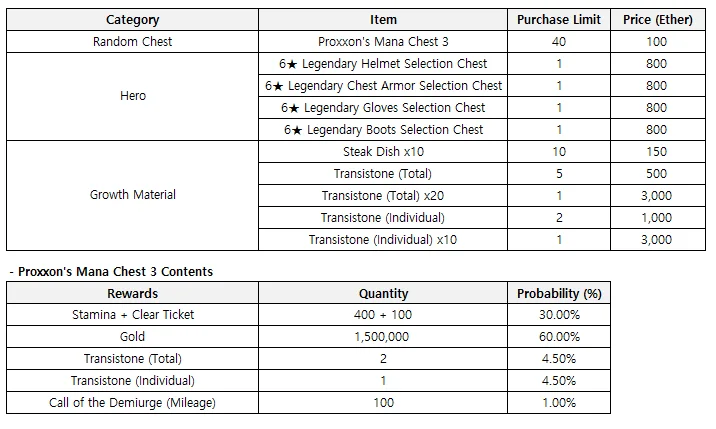 Category Item Purchase Limit Price (Ether)
Random Chest Proxxon's Mana Chest 3 40 100
Hero 6★ Legendary Helmet Selection Chest 1 800
6★ Legendary Chest Armor Selection Chest 1 800
6★ Legendary Gloves Selection Chest 1 800
6★ Legendary Boots Selection Chest 1 800
Growth Material Steak Dish x10 10 150
Transistone (Total) 5 500
Transistone (Total) x20 1 3,000
Transistone (Individual) 2 1,000
Transistone (Individual) x10 1 3,000
- Proxxon's Mana Chest 3 Contents
Rewards Quantity Probability (%)
Stamina + Clear Ticket 400 + 100 30.00%
Gold 1,500,000 60.00%
Transistone (Total) 2 4.50%
Transistone (Individual) 1 4.50%
Call of the Demiurge (Mileage) 100 1.00%